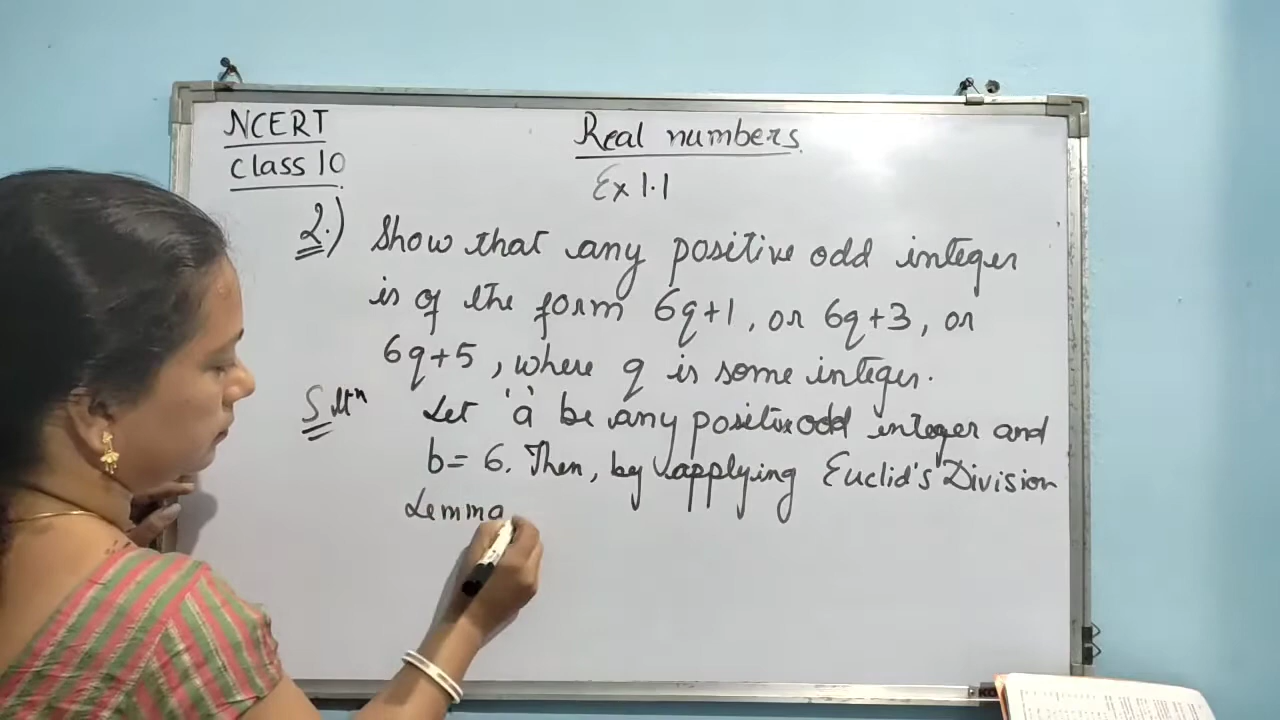 NCERT
Class 10
Real numbers
Ex 1.1
2.) Show that any positive odd integer
is of the form 6q+1, or 6q+3, or
6q+5, where q is some integer.
Soltn Let 'a' be any positive odd integer and
b = 6. Then, by applying Euclid's Division
Lemma